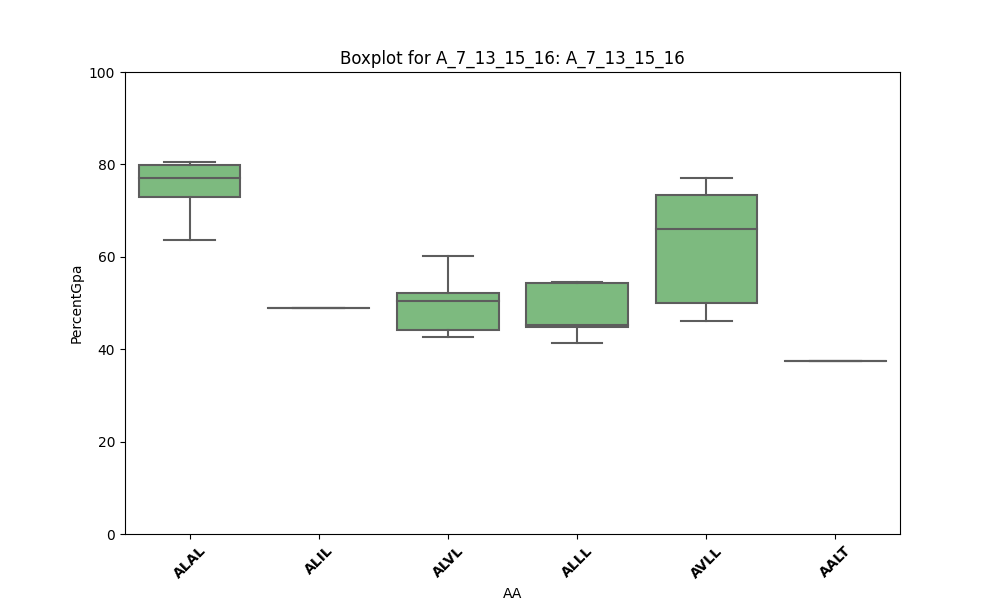 Boxplot for A_7_13_15_16: A_7_13_15_16
100
80
60
40
20
0
PercentGpa
ALAL
ALIL
ALVL
ALLL
AVLL
AALT
AA